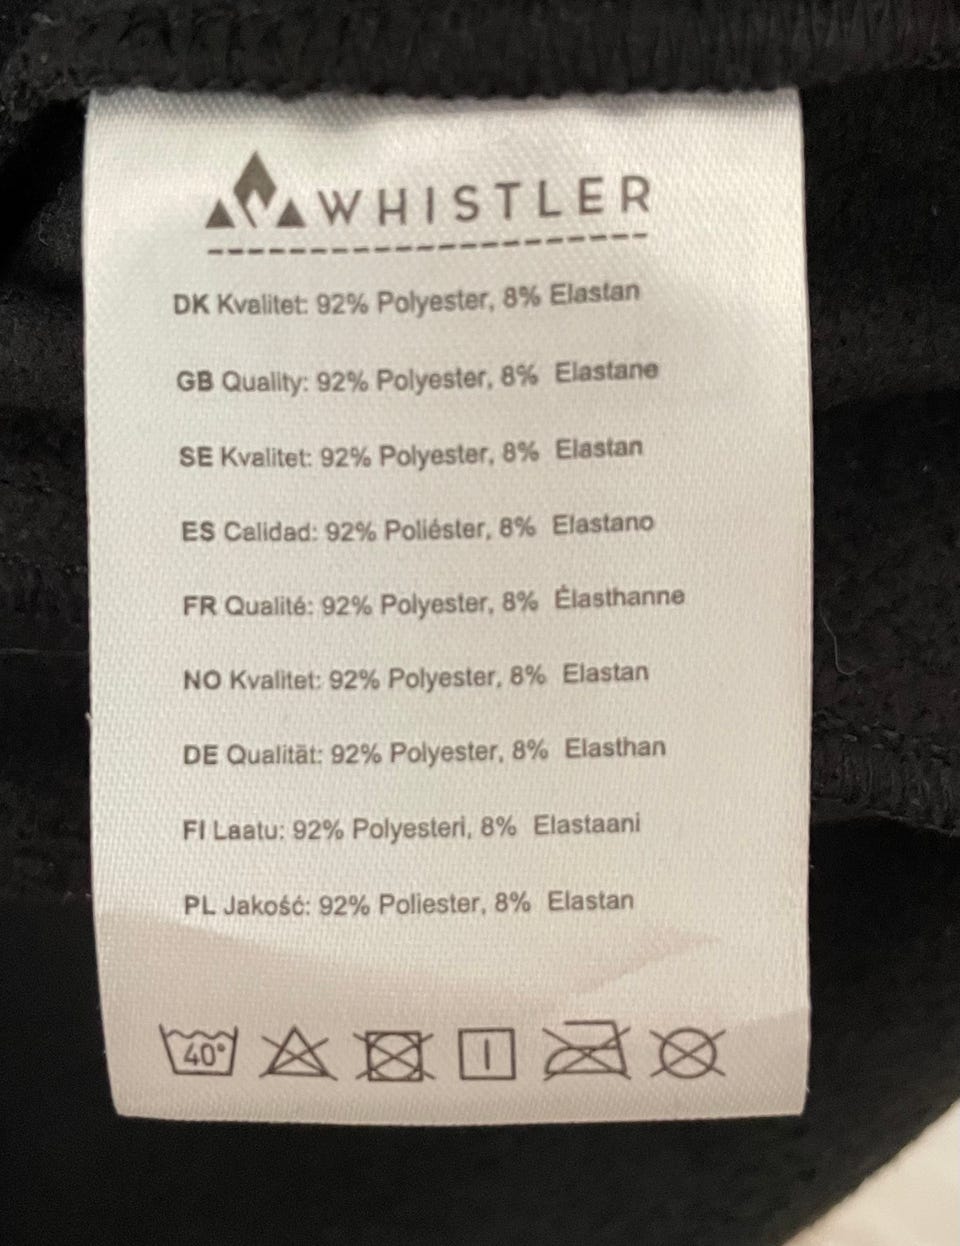 WHISTLER
DK Kvalitet: 92% Polyester, 8% Elastan
GB Quality: 92% Polyester, 8% Elastane
SE Kvalitet: 92% Polyester, 8% Elastan
ES Calidad: 92% Poliéster, 8% Elastano
FR Qualité: 92% Polyester, 8% Élasthanne
NO Kvalitet: 92% Polyester, 8% Elastan
DE Qualität: 92% Polyester, 8% Elasthan
FI Laatu: 92% Polyesteri, 8% Elastaani
PL Jakość: 92% Poliester, 8% Elastan
40°